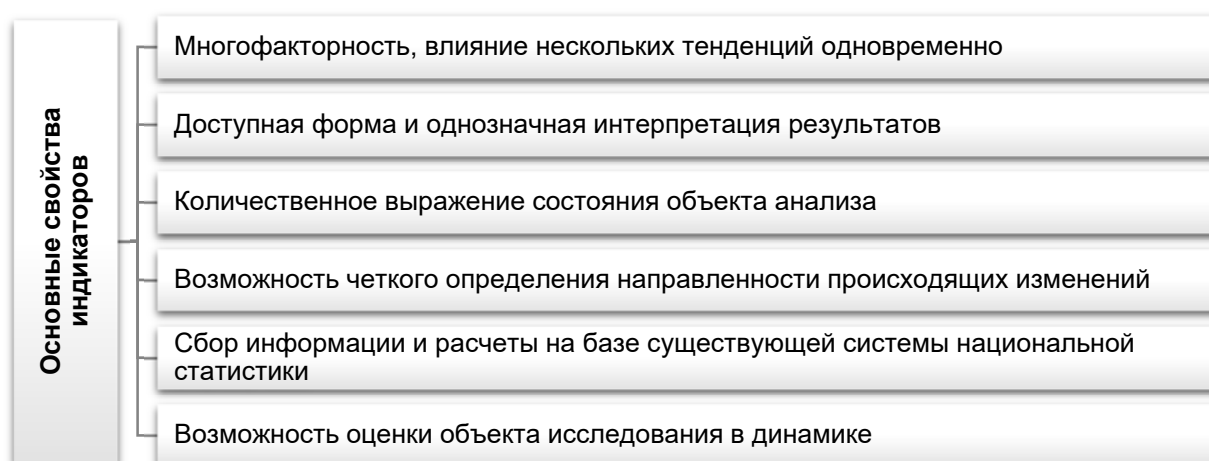 Основные свойства
индикаторов
Многофакторность, влияние нескольких тенденций одновременно
Доступная форма и однозначная интерпретация результатов
Количественное выражение состояния объекта анализа
Возможность четкого определения направленности происходящих изменений
Сбор информации и расчеты на базе существующей системы национальной
статистики
Возможность оценки объекта исследования в динамике